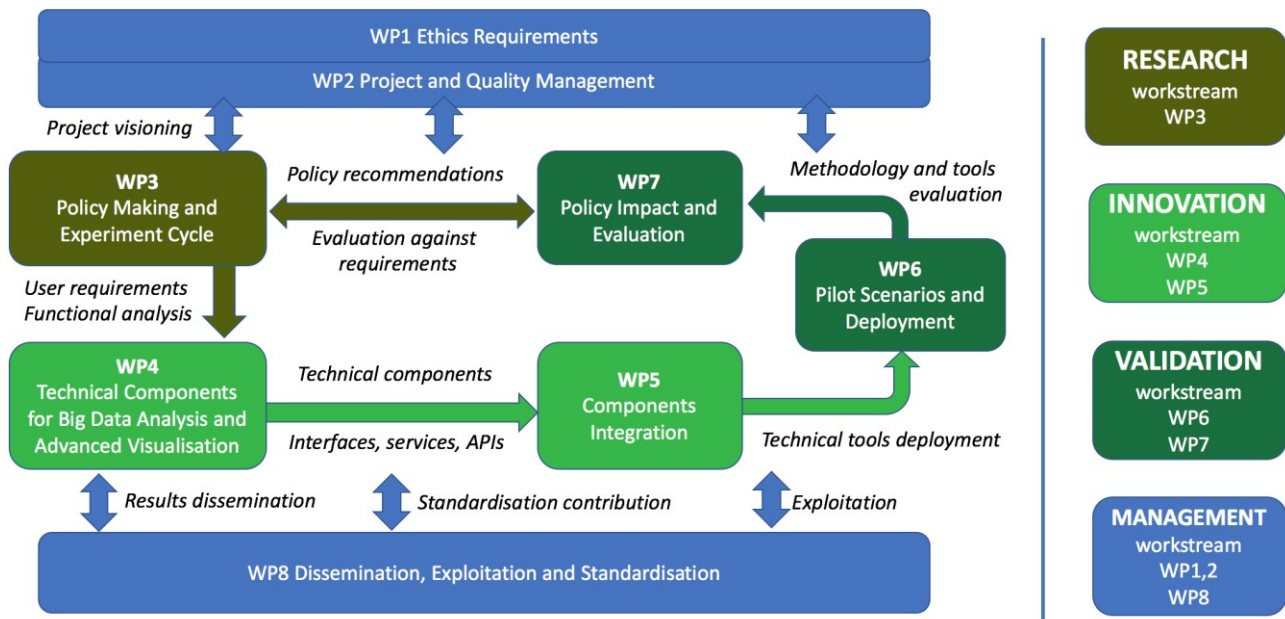 WP1 Ethics Requirements
WP2 Project and Quality Management
Project visioning
WP3
Policy Making and
Experiment Cycle
Policy recommendations
Evaluation against
requirements
WP7
Policy Impact and
Evaluation
Methodology and tools
evaluation
WP6
Pilot Scenarios and
Deployment
User requirements
Functional analysis
WP4
Technical Components
for Big Data Analysis and
Advanced Visualisation
Technical components
Interfaces, services, APIs
WP5
Components
Integration
Technical tools deployment
Results dissemination
Standardisation contribution
Exploitation
WP8 Dissemination, Exploitation and Standardisation
RESEARCH
workstream
WP3
INNOVATION
workstream
WP4
WP5
VALIDATION
workstream
WP6
WP7
MANAGEMENT
workstream
WP1,2
WP8